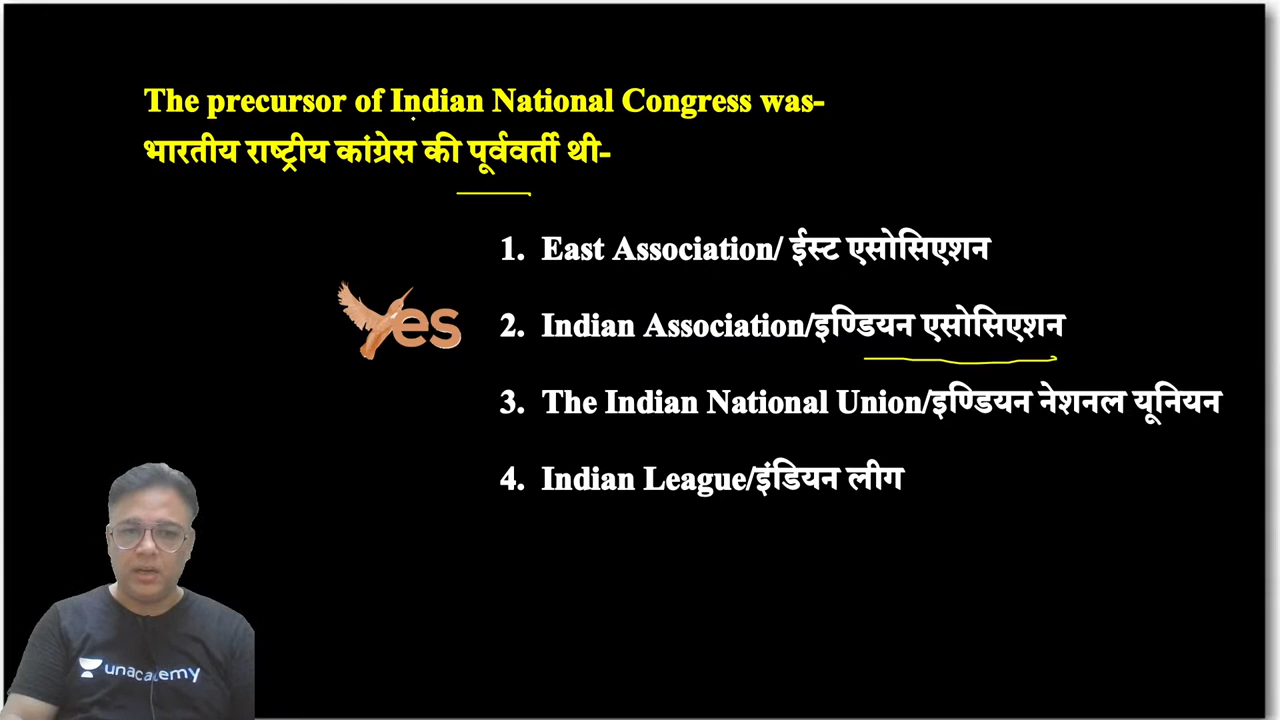 The precursor of Indian National Congress was-
भारतीय राष्ट्रीय कांग्रेस की पूर्ववर्ती थी-
1. East Association/ ईस्ट एसोसिएशन
Yes
2. Indian Association/इण्डियन एसोसिएशन
3. The Indian National Union/इण्डियन नेशनल यूनियन
4. Indian League/इंडियन लीग
unacademy